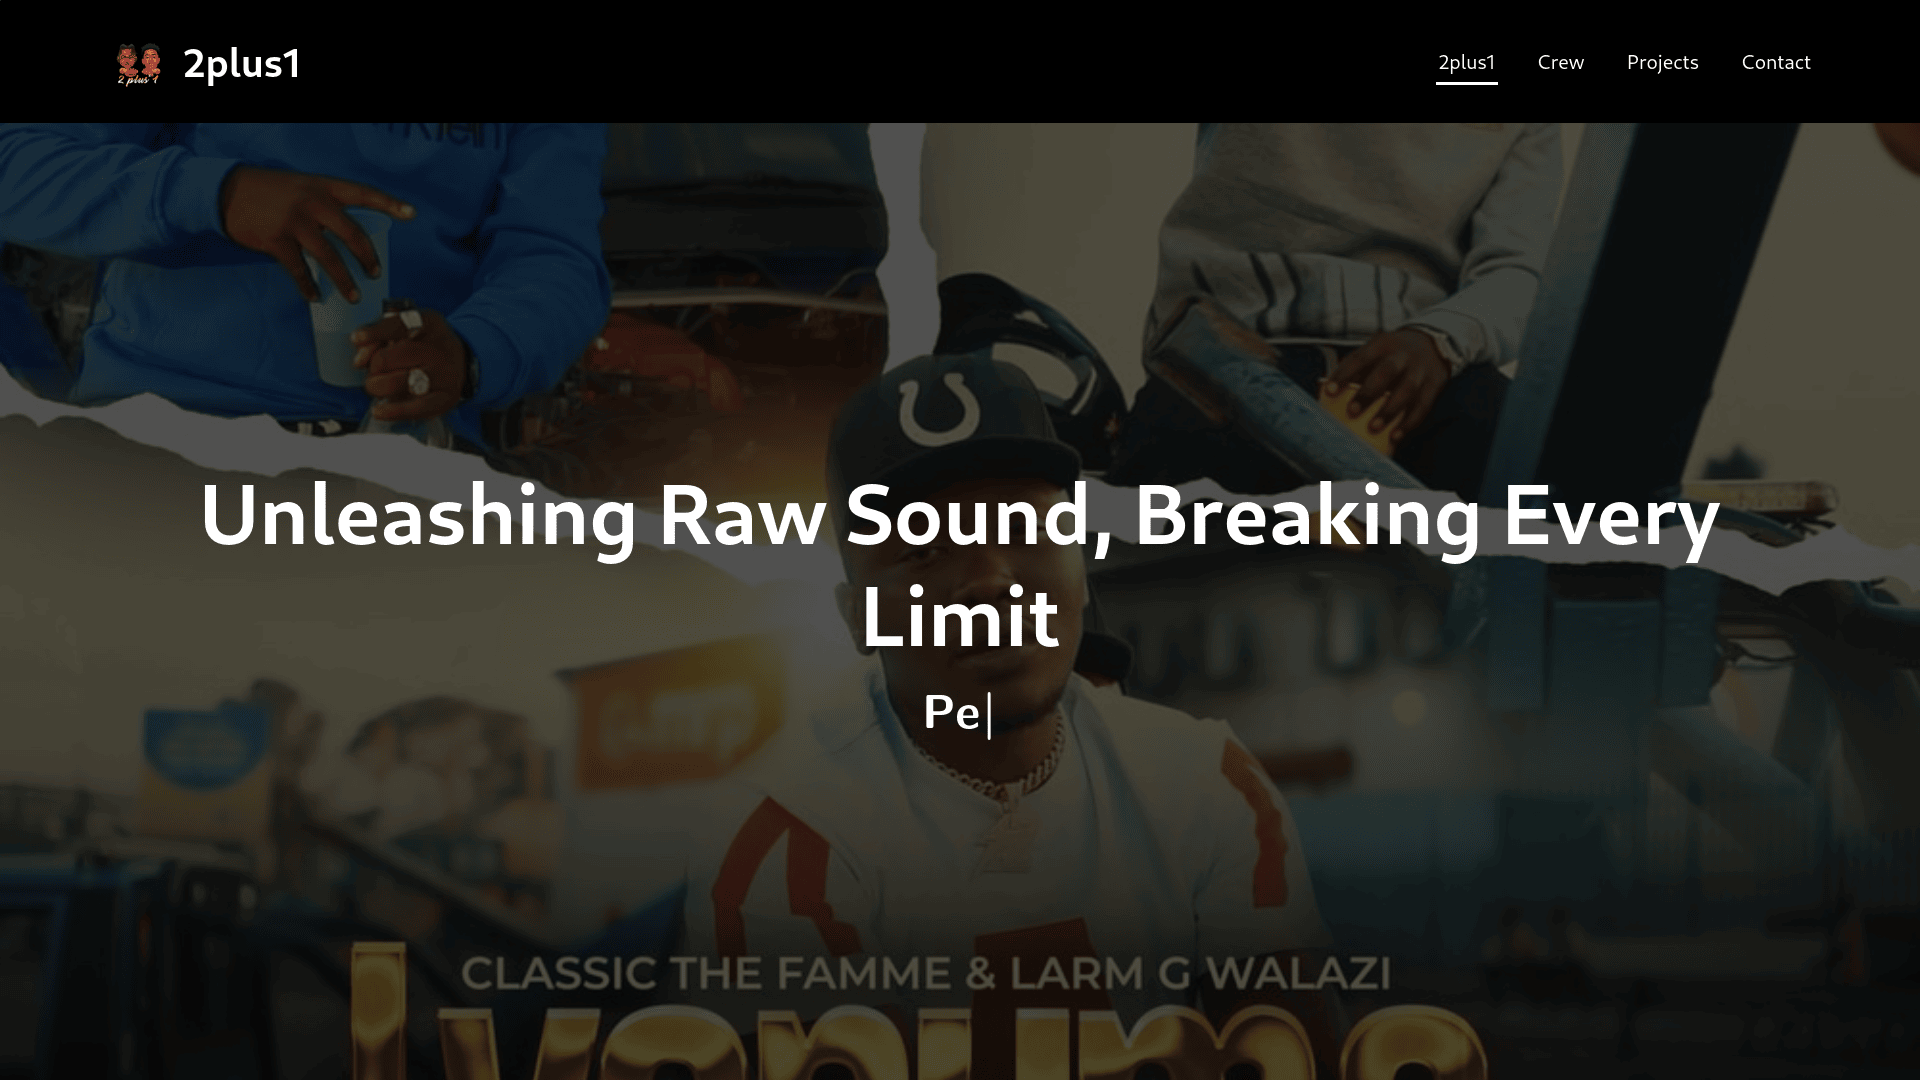 2 plus 1
2plus1
2plus1
Crew
Projects
Contact
Unleashing Raw Sound, Breaking Every
Limit
Pe
CLASSIC THE FAMME & LARM G WALAZI